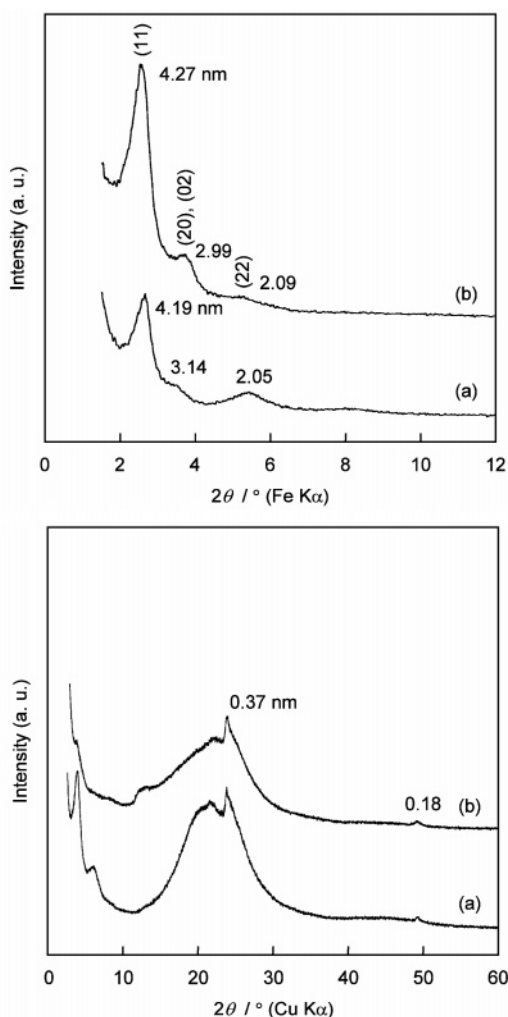 (11)
4.27 nm
(20), (02)
2.99
(22)
2.09
(b)
4.19 nm
3.14
2.05
(a)
Intensity (a. u.)
0 2 4 6 8 10 12
2θ / ° (Fe Kα)
0.37 nm
0.18
(b)
(a)
Intensity (a. u.)
0 10 20 30 40 50 60
2θ / ° (Cu Kα)